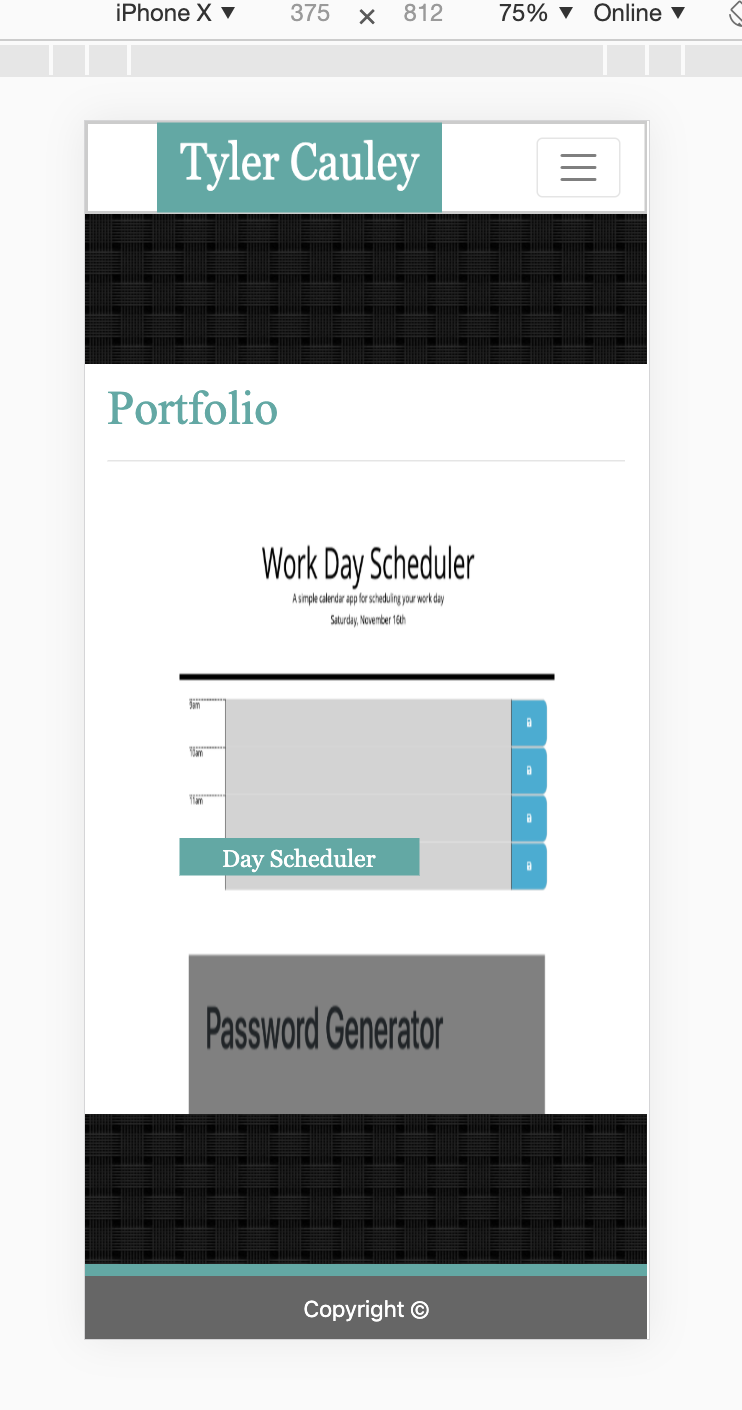 iPhone X ▼ 375 × 812 75% ▼ Online ▼
Tyler Cauley
Portfolio
Work Day Scheduler
A simple calendar app for scheduling your work day
Saturday, November 16th
9am
10am
11am
Day Scheduler
Password Generator
Copyright ©